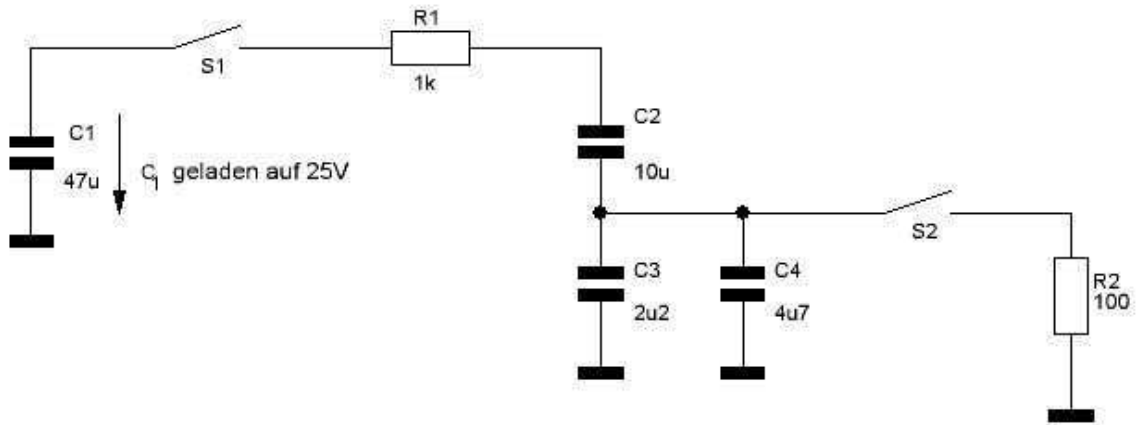 R1
S1
1k
C1
47u
C1 geladen auf 25V
C2
10u
S2
C3
2u2
C4
4u7
R2
100